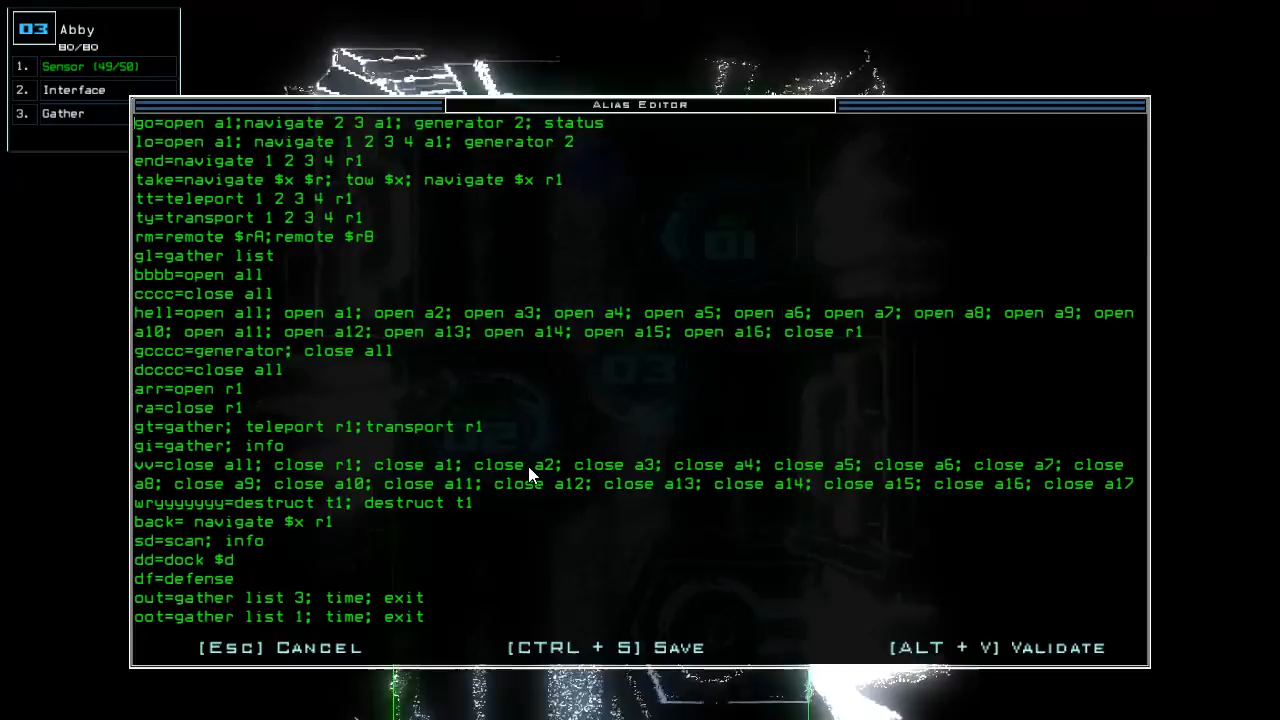 03 Abby
80/80
1. Sensor (49/50)
2. Interface
3. Gather
Alias Editor
go=open a1;navigate 2 3 a1; generator 2; status
lo=open a1; navigate 1 2 3 4 a1; generator 2
end=navigate 1 2 3 4 r1
take=navigate $x $r; tow $x; navigate $x r1
tt=teleport 1 2 3 4 r1
ty=transport 1 2 3 4 r1
rm=remote $rA;remote $rB
gl=gather list
bbbb=open all
cccc=close all
hell=open all; open a1; open a2; open a3; open a4; open a5; open a6; open a7; open a8; open a9; open
a10; open a11; open a12; open a13; open a14; open a15; open a16; close r1
gcccc=generator; close all
dcccc=close all
arr=open r1
ra=close r1
gt=gather; teleport r1;transport r1
gi=gather; info
vv=close all; close r1; close a1; close a2; close a3; close a4; close a5; close a6; close a7; close
a8; close a9; close a10; close a11; close a12; close a13; close a14; close a15; close a16; close a17
wryyyyyyy=destruct t1; destruct t1
back= navigate $x r1
sd=scan; info
dd=dock $d
df=defense
out=gather list 3; time; exit
oot=gather list 1; time; exit
[Esc] Cancel
[CTRL + S] Save
[ALT + V] Validate
01
02
03